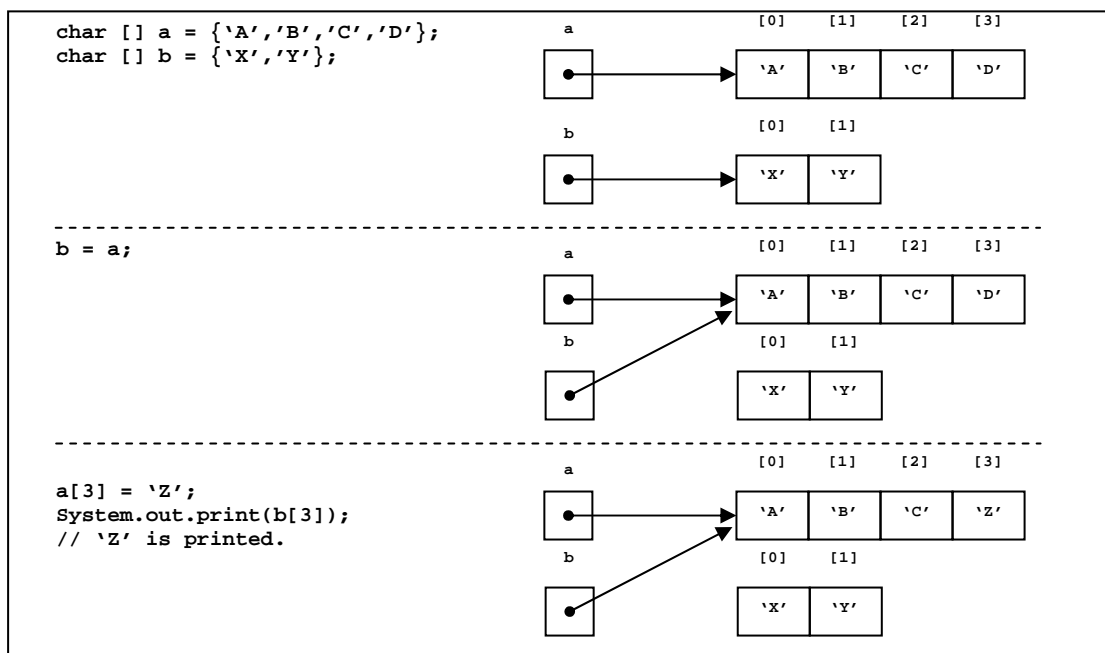 char [] a = {‘A’,’B’,’C’,’D’};
char [] b = {‘X’,’Y’};
a
[0] [1] [2] [3]
‘A’ ‘B’ ‘C’ ‘D’
b
[0] [1]
‘X’ ‘Y’
b = a;
a
[0] [1] [2] [3]
‘A’ ‘B’ ‘C’ ‘D’
b
[0] [1]
‘X’ ‘Y’
a[3] = ‘Z’;
System.out.print(b[3]);
// ‘Z’ is printed.
a
[0] [1] [2] [3]
‘A’ ‘B’ ‘C’ ‘Z’
b
[0] [1]
‘X’ ‘Y’